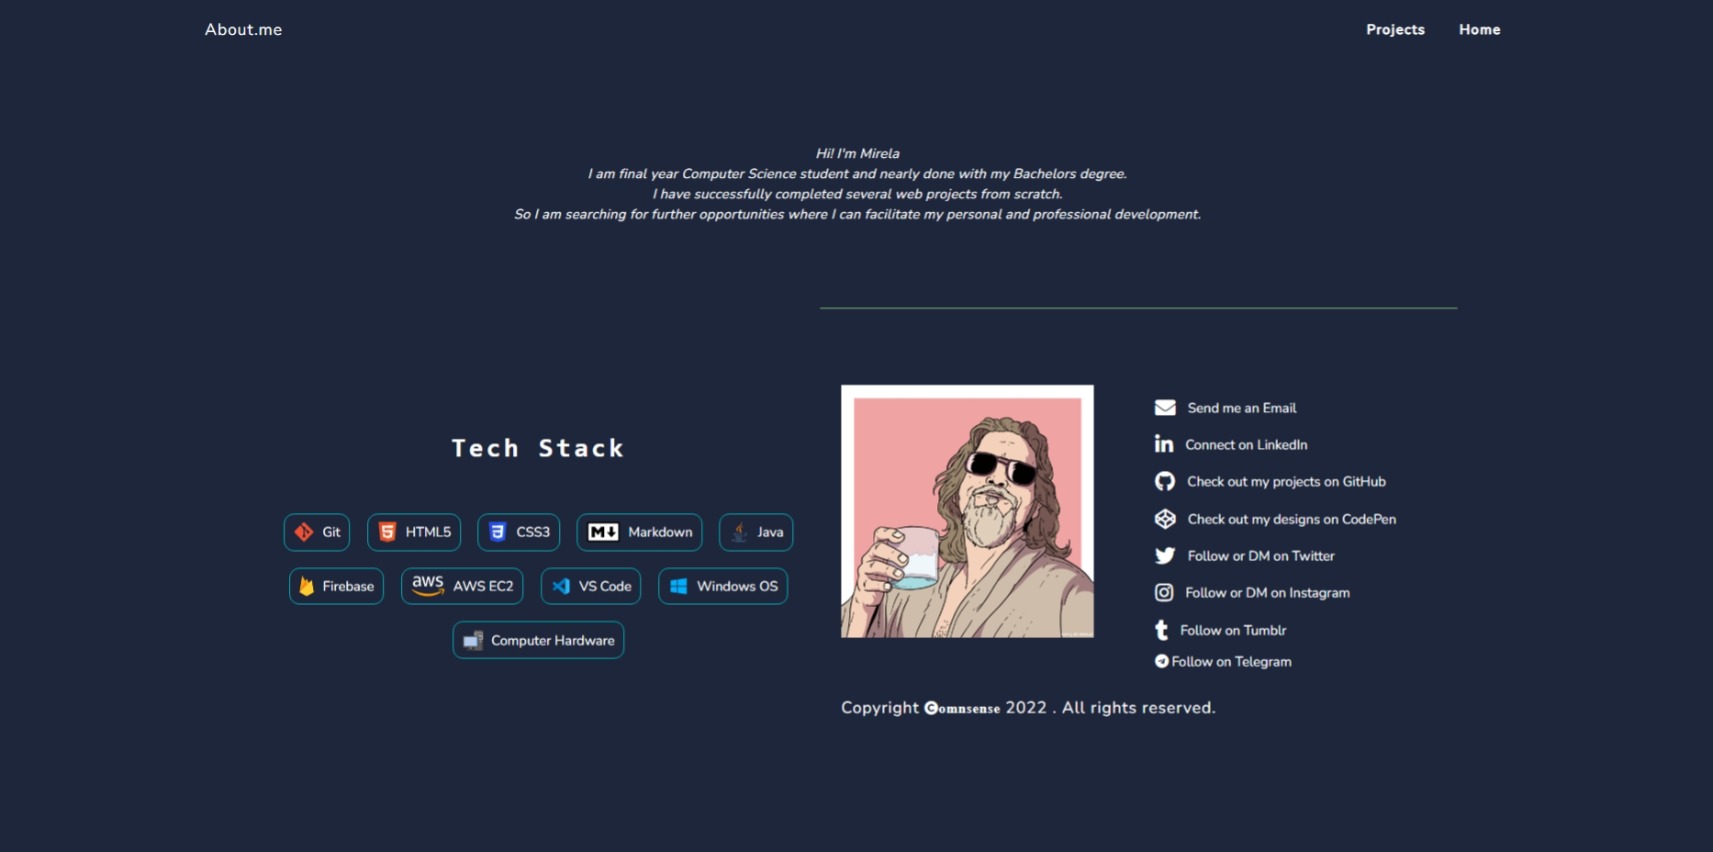 About.me
Projects
Home
Hi! I'm Mirela
I am final year Computer Science student and nearly done with my Bachelors degree.
I have successfully completed several web projects from scratch.
So I am searching for further opportunities where I can facilitate my personal and professional development.
Tech Stack
Git
HTML5
CSS3
M Markdown
Java
Firebase
aws AWS EC2
VS Code
Windows OS
Computer Hardware
Send me an Email
in Connect on LinkedIn
Check out my projects on GitHub
Check out my designs on CodePen
Follow or DM on Twitter
Follow or DM on Instagram
t Follow on Tumblr
Follow on Telegram
Copyright Comnsense 2022 . All rights reserved.